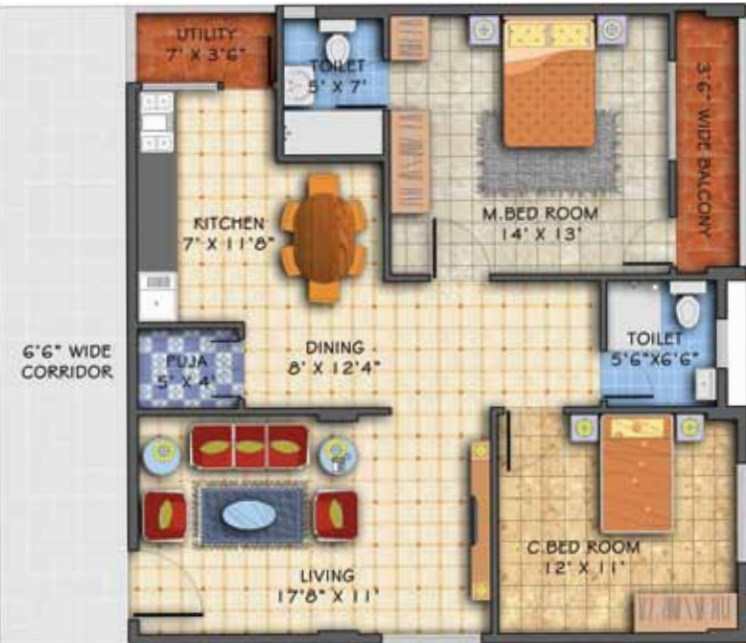 UTILITY
7' X 3'6"
TOILET
5' X 7'
3'6" WIDE BALCONY
M.BED ROOM
14' X 13'
KITCHEN
7' X 11'8"
6'6" WIDE
CORRIDOR
PUJA
5' X 4'
DINING
8' X 12'4"
TOILET
5'6"X6'6"
C.BED ROOM
12' X 11'
LIVING
17'8" X 11'